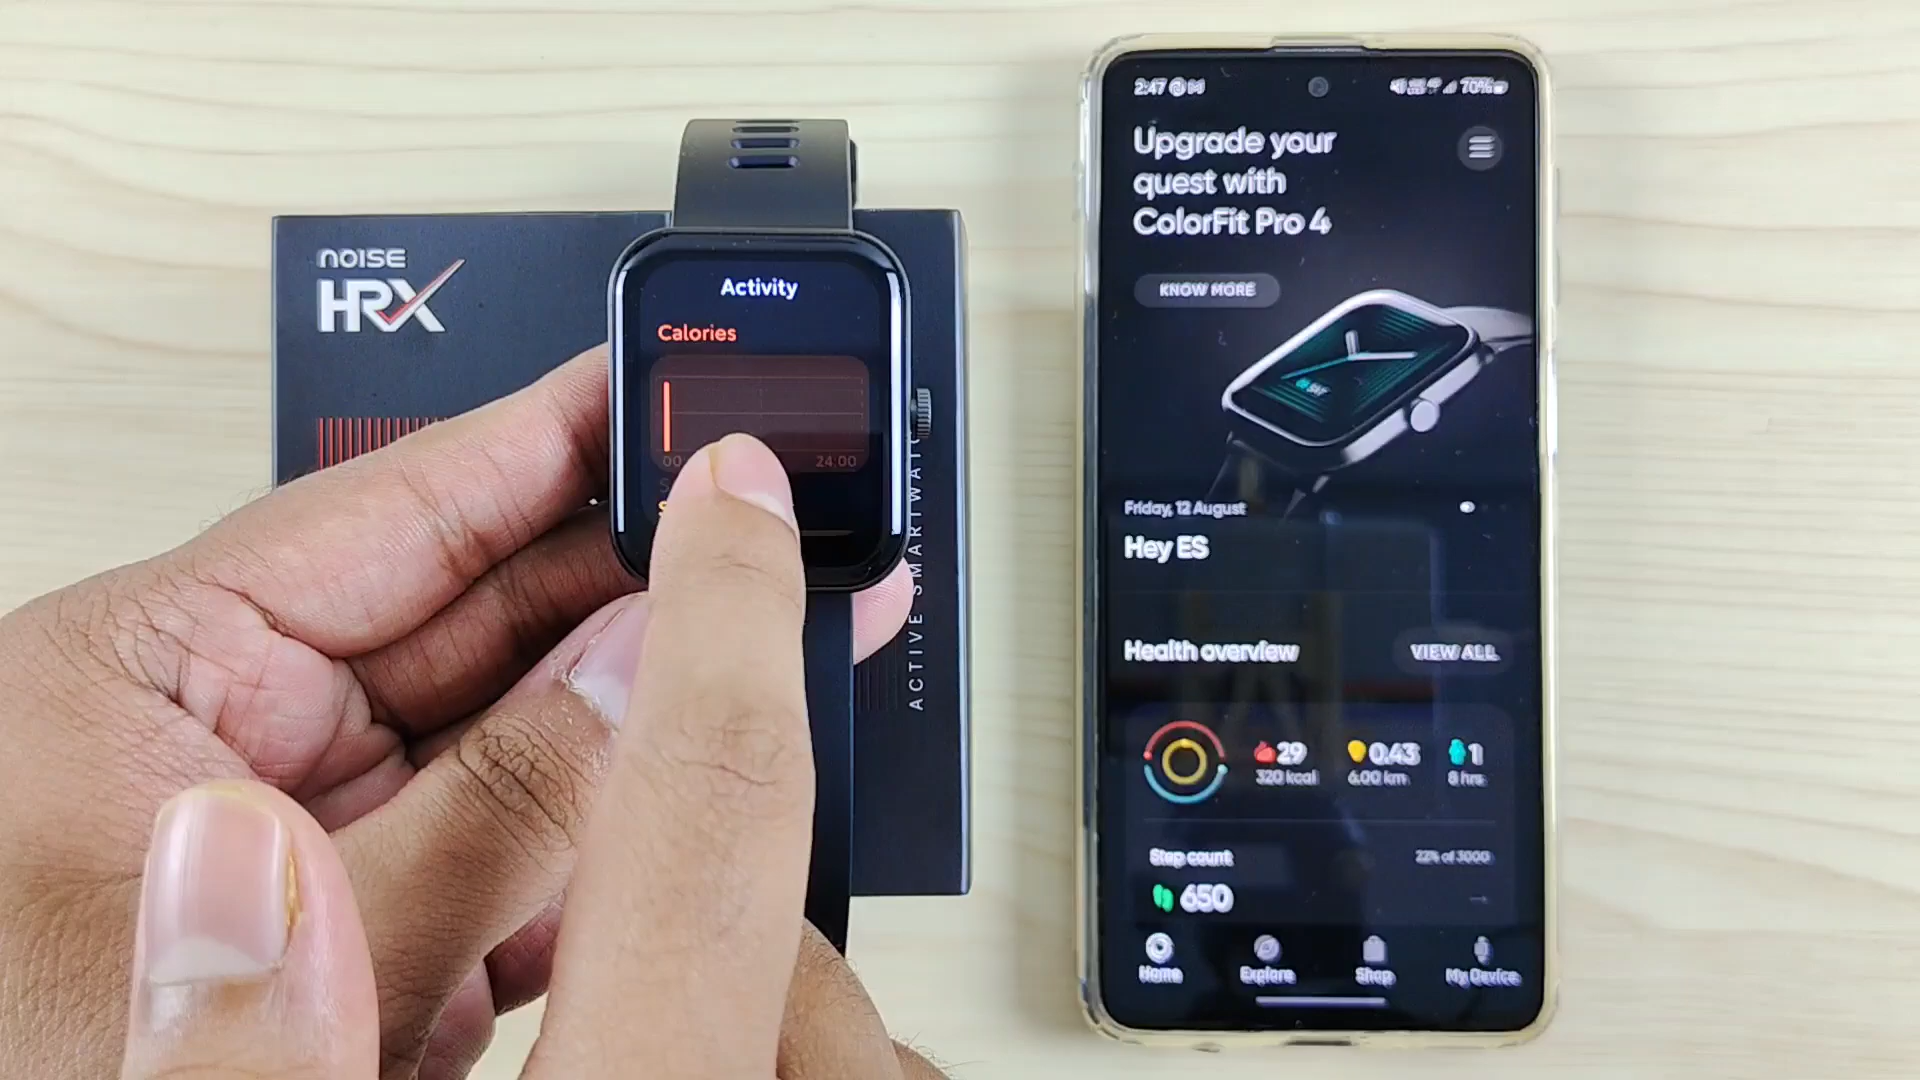 NOISE
HRX
ACTIVE SMARTWATC
Activity
Calories
00
24:00
2:47
70%
Upgrade your
quest with
ColorFit Pro 4
KNOW MORE
Friday, 12 August
Hey ES
Health overview
VIEW ALL
29
0.43
1
320 kcal
6.00 km
8 hrs
Step count
22% of 3000
650
Home
Explore
Shop
My Device